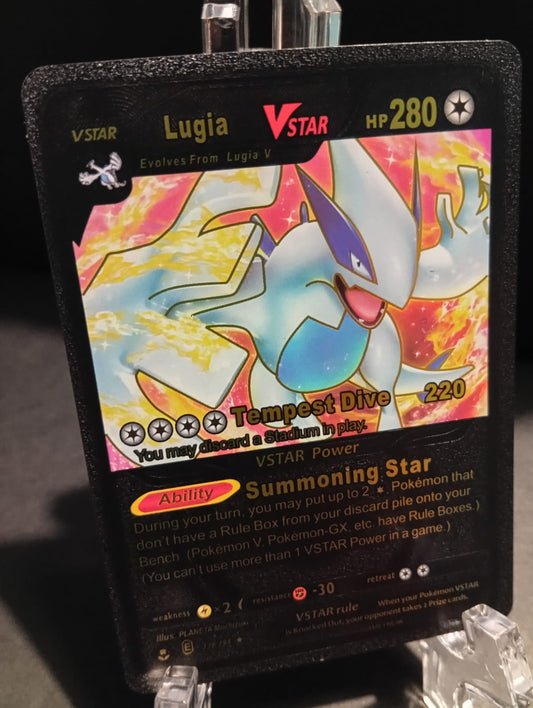 VSTAR Lugia VSTAR HP 280
Evolves From Lugia V
Tempest Dive 220
You may discard a Stadium in play.
VSTAR Power
Ability Summoning Star
During your turn, you may put up to 2 Pokémon that
don't have a Rule Box from your discard pile onto your
Bench (Pokémon V, Pokémon-GX, etc. have Rule Boxes.)
(You can't use more than 1 VSTAR Power in a game.)
weakness ×2 resistance -30 retreat
VSTAR rule When your Pokémon VSTAR
is Knocked Out, your opponent takes 2 Prize cards.
Illus. PLANETA
E